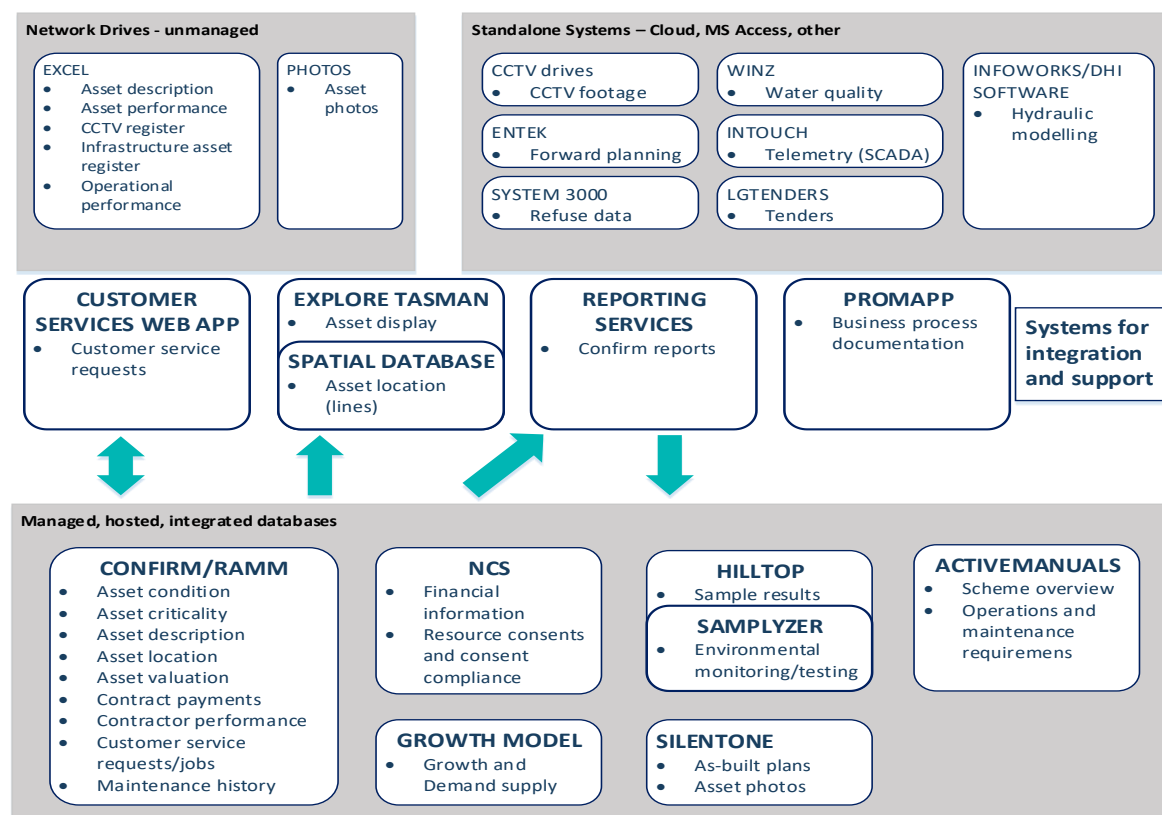 Network Drives - unmanaged
EXCEL
• Asset description
• Asset performance
• CCTV register
• Infrastructure asset
register
• Operational
performance
PHOTOS
• Asset
photos
Standalone Systems – Cloud, MS Access, other
CCTV drives
• CCTV footage
WINZ
• Water quality
INFOWORKS/DHI
SOFTWARE
• Hydraulic
modelling
ENTEK
• Forward planning
INTOUCH
• Telemetry (SCADA)
SYSTEM 3000
• Refuse data
LGTENDERS
• Tenders
CUSTOMER
SERVICES WEB APP
• Customer service
requests
EXPLORE TASMAN
• Asset display
SPATIAL DATABASE
• Asset location
(lines)
REPORTING
SERVICES
• Confirm reports
PROMAPP
• Business process
documentation
Systems for
integration
and support
Managed, hosted, integrated databases
CONFIRM/RAMM
• Asset condition
• Asset criticality
• Asset description
• Asset location
• Asset valuation
• Contract payments
• Contractor performance
• Customer service
requests/jobs
• Maintenance history
NCS
• Financial
information
• Resource consents
and consent
compliance
HILLTOP
• Sample results
SAMPLYZER
• Environmental
monitoring/testing
ACTIVEMANUALS
• Scheme overview
• Operations and
maintenance
requiremens
GROWTH MODEL
• Growth and
Demand supply
SILENTONE
• As-built plans
• Asset photos